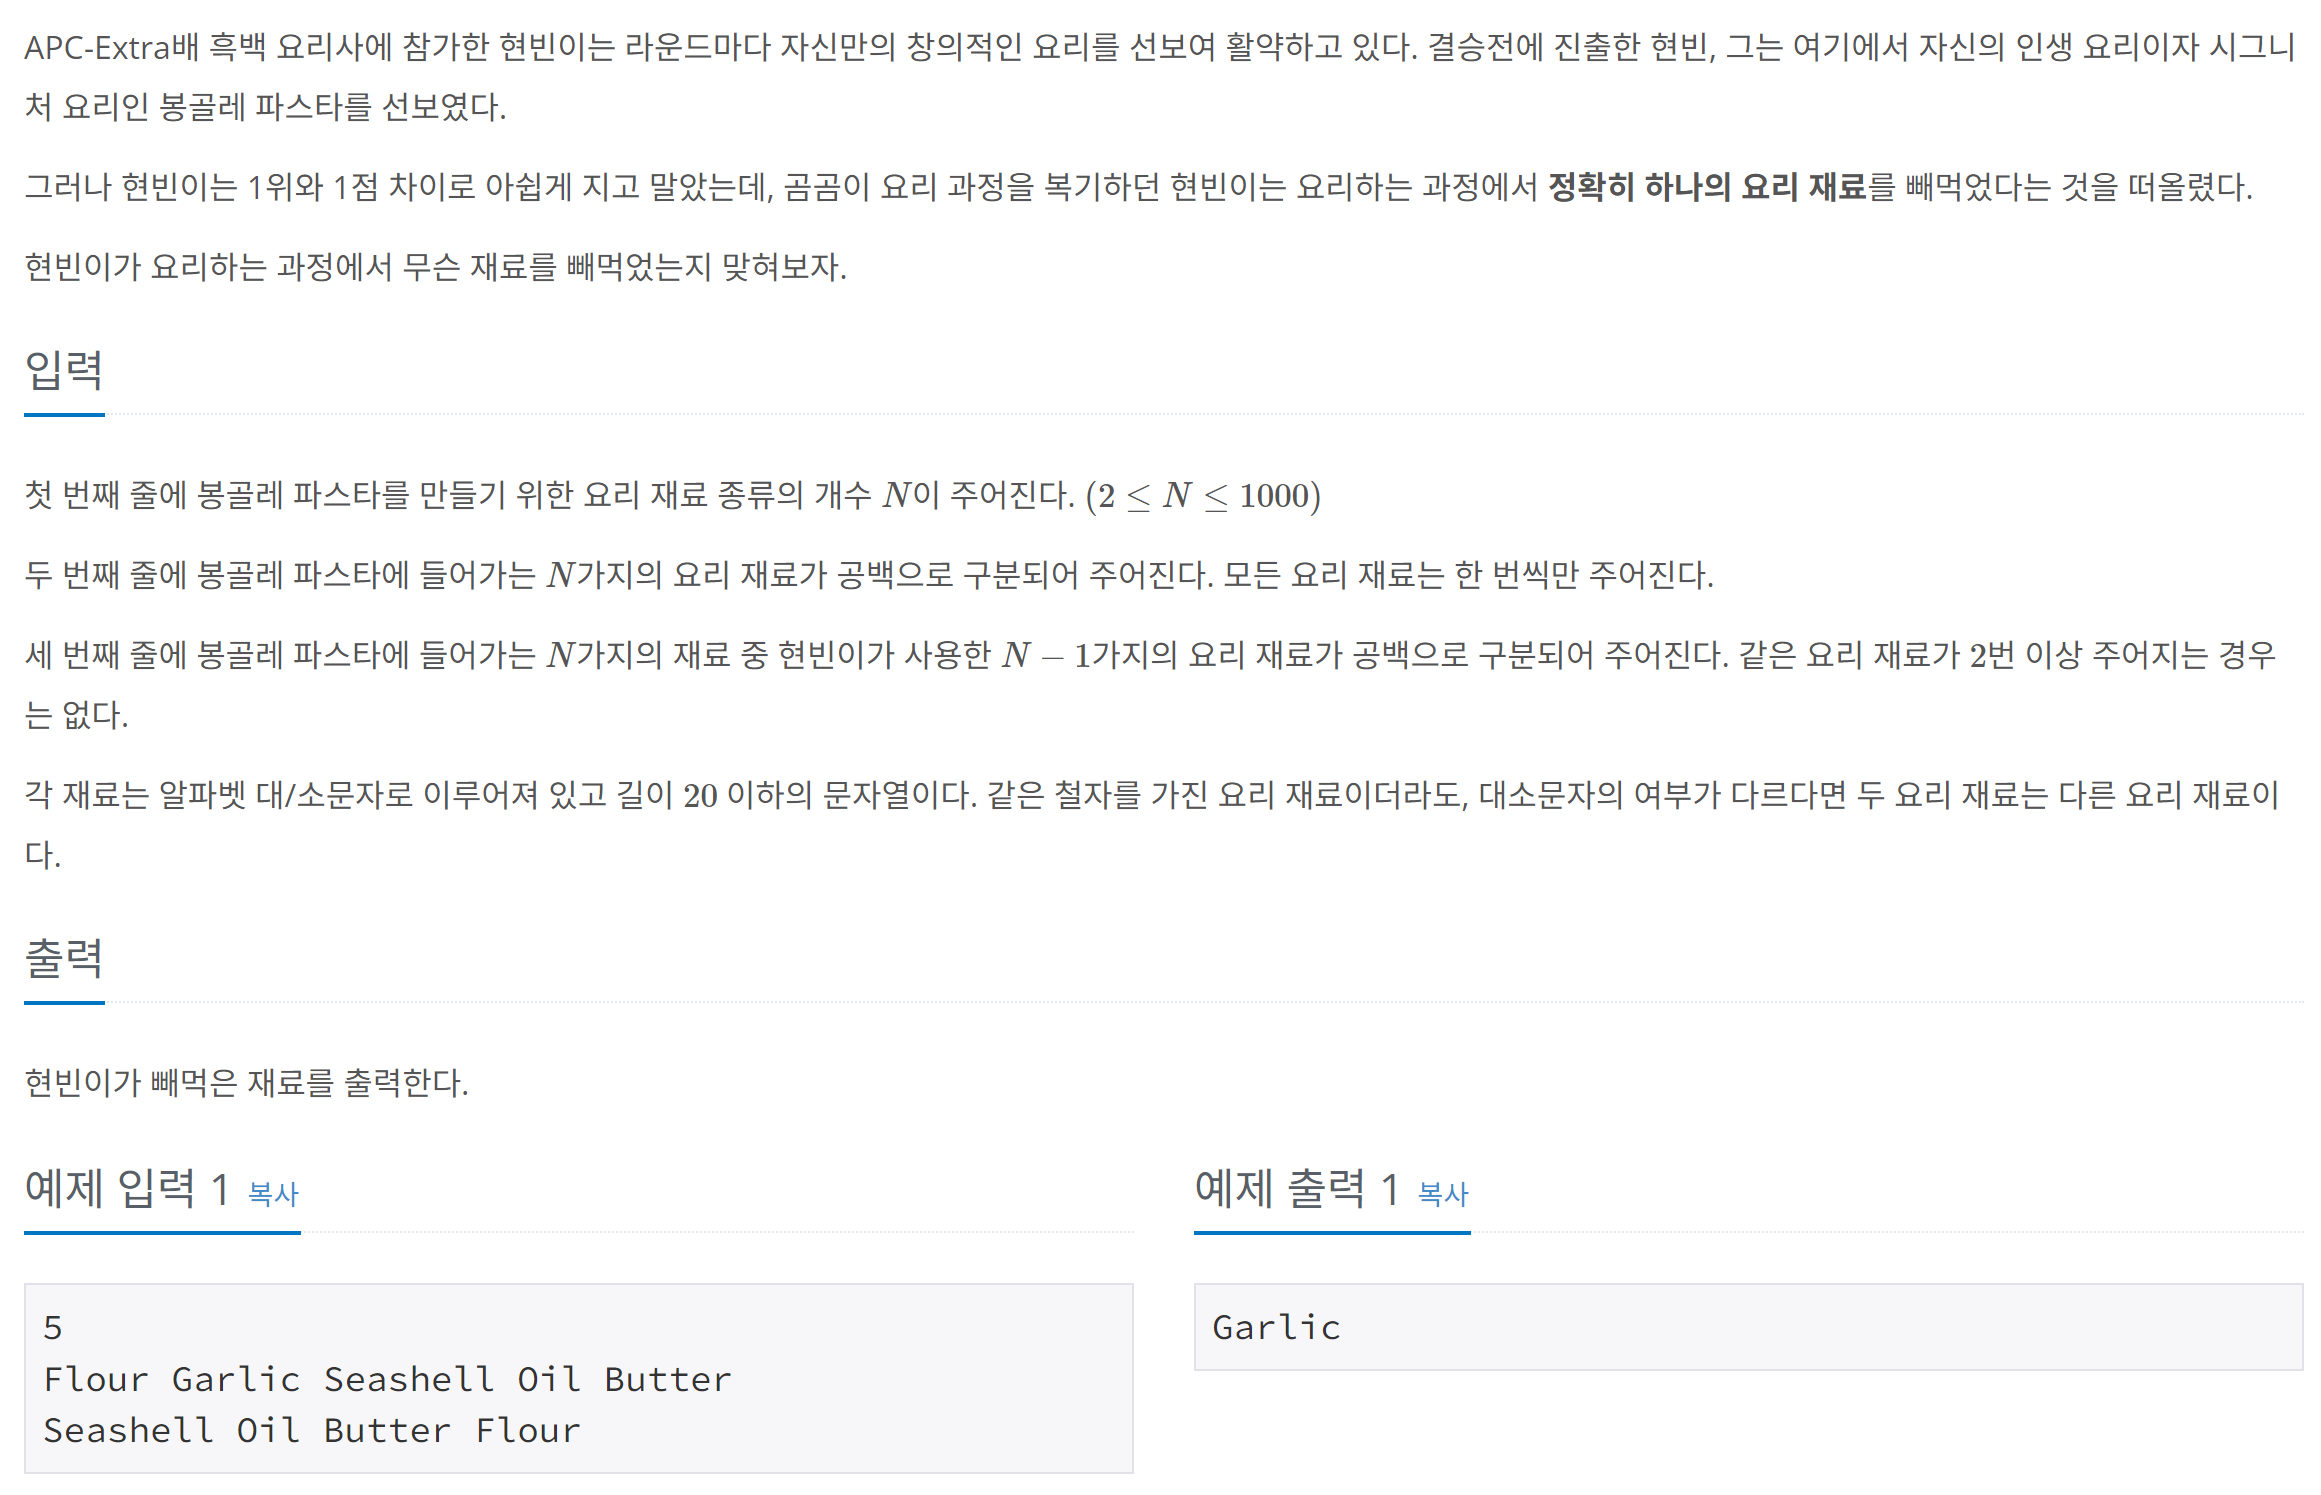 APC-Extra배 흑백 요리사에 참가한 현빈이는 라운드마다 자신만의 창의적인 요리를 선보여 활약하고 있다. 결승전에 진출한 현빈, 그는 여기에서 자신의 인생 요리이자 시그니
처 요리인 봉골레 파스타를 선보였다.
그러나 현빈이는 1위와 1점 차이로 아쉽게 지고 말았는데, 곰곰이 요리 과정을 복기하던 현빈이는 요리하는 과정에서 정확히 하나의 요리 재료를 빼먹었다는 것을 떠올렸다.
현빈이가 요리하는 과정에서 무슨 재료를 빼먹었는지 맞혀보자.
입력
첫 번째 줄에 봉골레 파스타를 만들기 위한 요리 재료 종류의 개수 N이 주어진다. (2 ≤ N ≤ 1000)
두 번째 줄에 봉골레 파스타에 들어가는 N가지의 요리 재료가 공백으로 구분되어 주어진다. 모든 요리 재료는 한 번씩만 주어진다.
세 번째 줄에 봉골레 파스타에 들어가는 N가지의 재료 중 현빈이가 사용한 N − 1가지의 요리 재료가 공백으로 구분되어 주어진다. 같은 요리 재료가 2번 이상 주어지는 경우
는 없다.
각 재료는 알파벳 대/소문자로 이루어져 있고 길이 20 이하의 문자열이다. 같은 철자를 가진 요리 재료이더라도, 대소문자의 여부가 다르다면 두 요리 재료는 다른 요리 재료이
다.
출력
현빈이가 빼먹은 재료를 출력한다.
예제 입력 1 복사
5
Flour Garlic Seashell Oil Butter
Seashell Oil Butter Flour
예제 출력 1 복사
Garlic